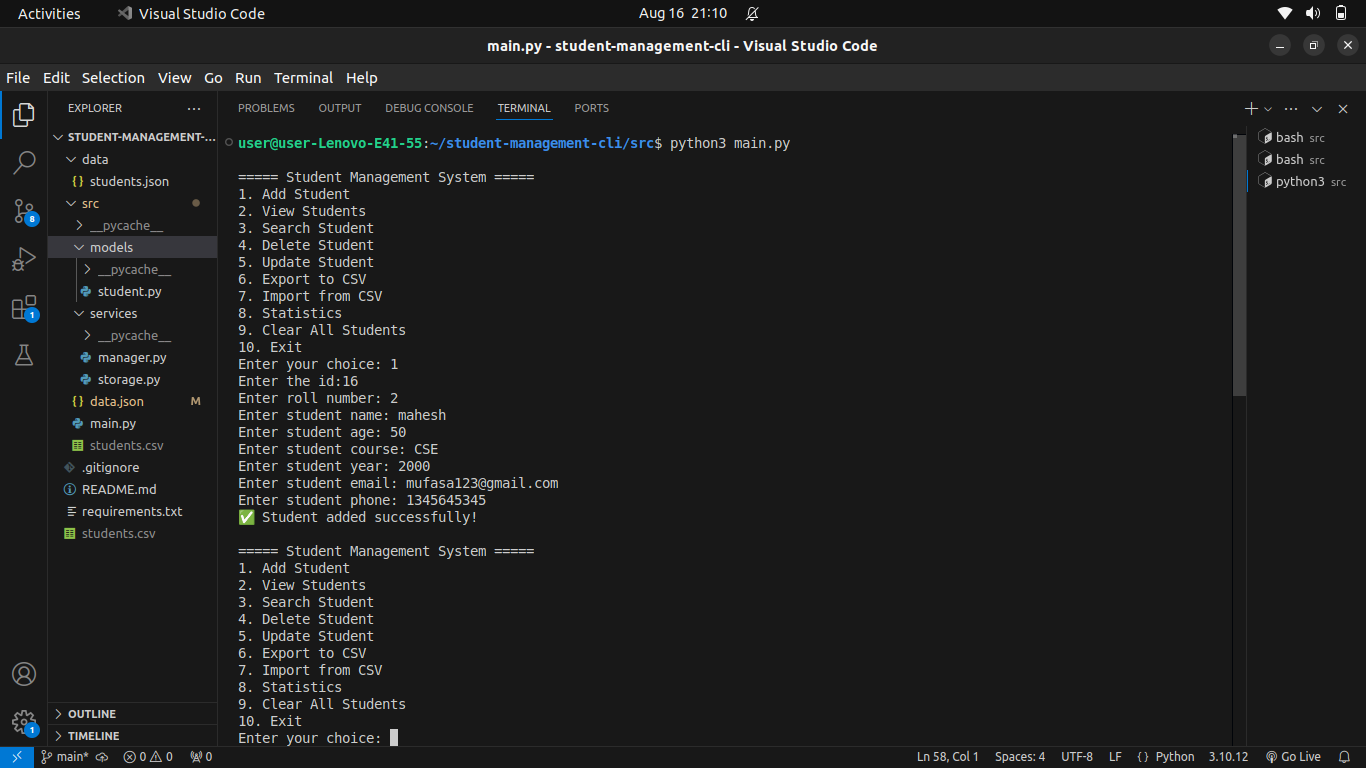 Activities Visual Studio Code Aug 16 21:10
main.py - student-management-cli - Visual Studio Code
File Edit Selection View Go Run Terminal Help
EXPLORER ···
STUDENT-MANAGEMENT-...
data
{} students.json
src
__pycache__
models
__pycache__
student.py
services
__pycache__
manager.py
storage.py
{} data.json M
main.py
students.csv
.gitignore
README.md
requirements.txt
students.csv
OUTLINE
TIMELINE
8
1
1
PROBLEMS OUTPUT DEBUG CONSOLE TERMINAL PORTS
user@user-Lenovo-E41-55:~/student-management-cli/src$ python3 main.py
===== Student Management System =====
1. Add Student
2. View Students
3. Search Student
4. Delete Student
5. Update Student
6. Export to CSV
7. Import from CSV
8. Statistics
9. Clear All Students
10. Exit
Enter your choice: 1
Enter the id:16
Enter roll number: 2
Enter student name: mahesh
Enter student age: 50
Enter student course: CSE
Enter student year: 2000
Enter student email: mufasa123@gmail.com
Enter student phone: 1345645345
✅ Student added successfully!
===== Student Management System =====
1. Add Student
2. View Students
3. Search Student
4. Delete Student
5. Update Student
6. Export to CSV
7. Import from CSV
8. Statistics
9. Clear All Students
10. Exit
Enter your choice:
bash src
bash src
python3 src
main* 0 0 0 Ln 58, Col 1 Spaces: 4 UTF-8 LF {} Python 3.10.12 Go Live